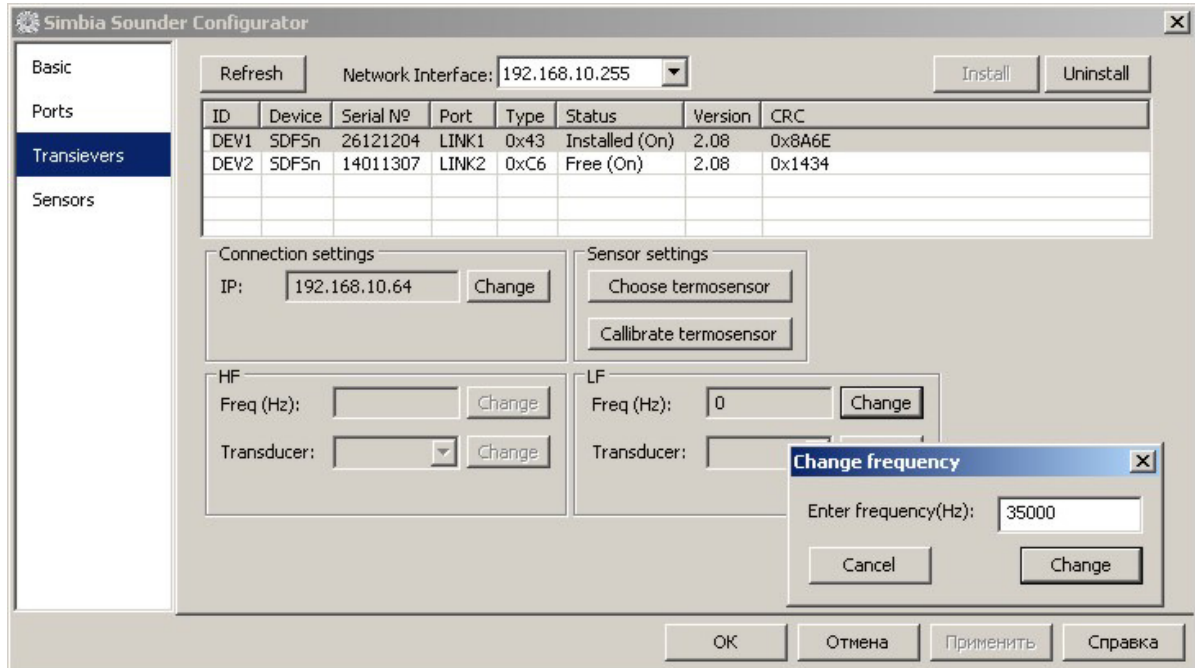 Simbia Sounder Configurator
Basic
Ports
Transievers
Sensors
Refresh Network Interface: 192.168.10.255 Install Uninstall
ID Device Serial № Port Type Status Version CRC
DEV1 SDFSn 26121204 LINK1 0x43 Installed (On) 2.08 0x8A6E
DEV2 SDFSn 14011307 LINK2 0xC6 Free (On) 2.08 0x1434
Connection settings
IP: 192.168.10.64 Change
Sensor settings
Choose termosensor
Callibrate termosensor
HF
Freq (Hz): Change
Transducer: Change
LF
Freq (Hz): 0 Change
Transducer:
Change frequency
Enter frequency(Hz): 35000
Cancel Change
OK Отмена Применить Справка